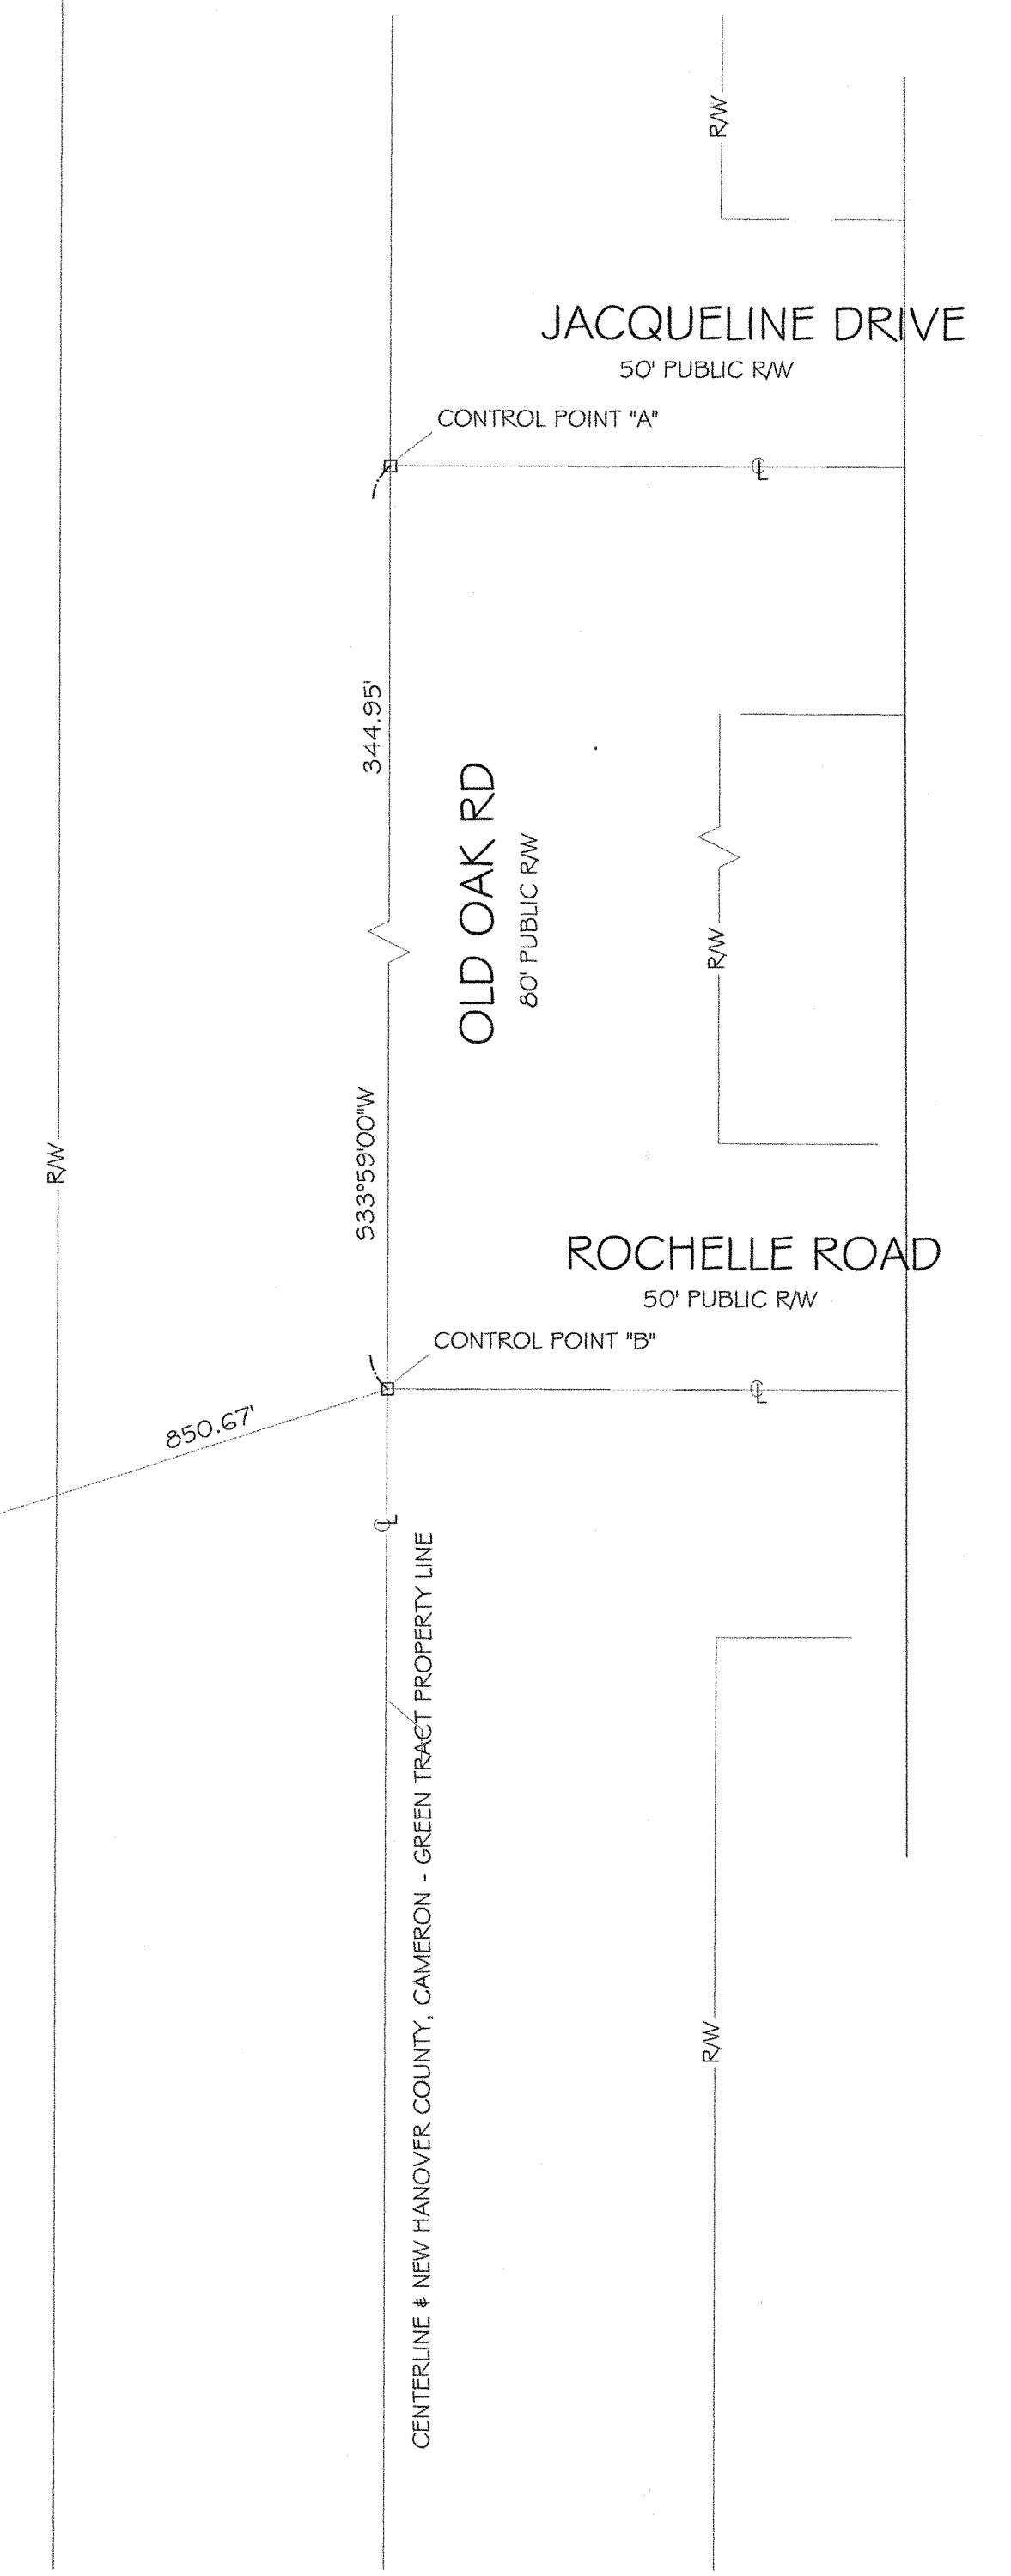 R/W
JACQUELINE DRIVE
50' PUBLIC R/W
CONTROL POINT "A"
℄
344.95'
OLD OAK RD
80' PUBLIC R/W
R/W
S33°59'00"W
R/W
ROCHELLE ROAD
50' PUBLIC R/W
CONTROL POINT "B"
℄
850.67'
℄
CENTERLINE & NEW HANOVER COUNTY, CAMERON - GREEN TRACT PROPERTY LINE
R/W